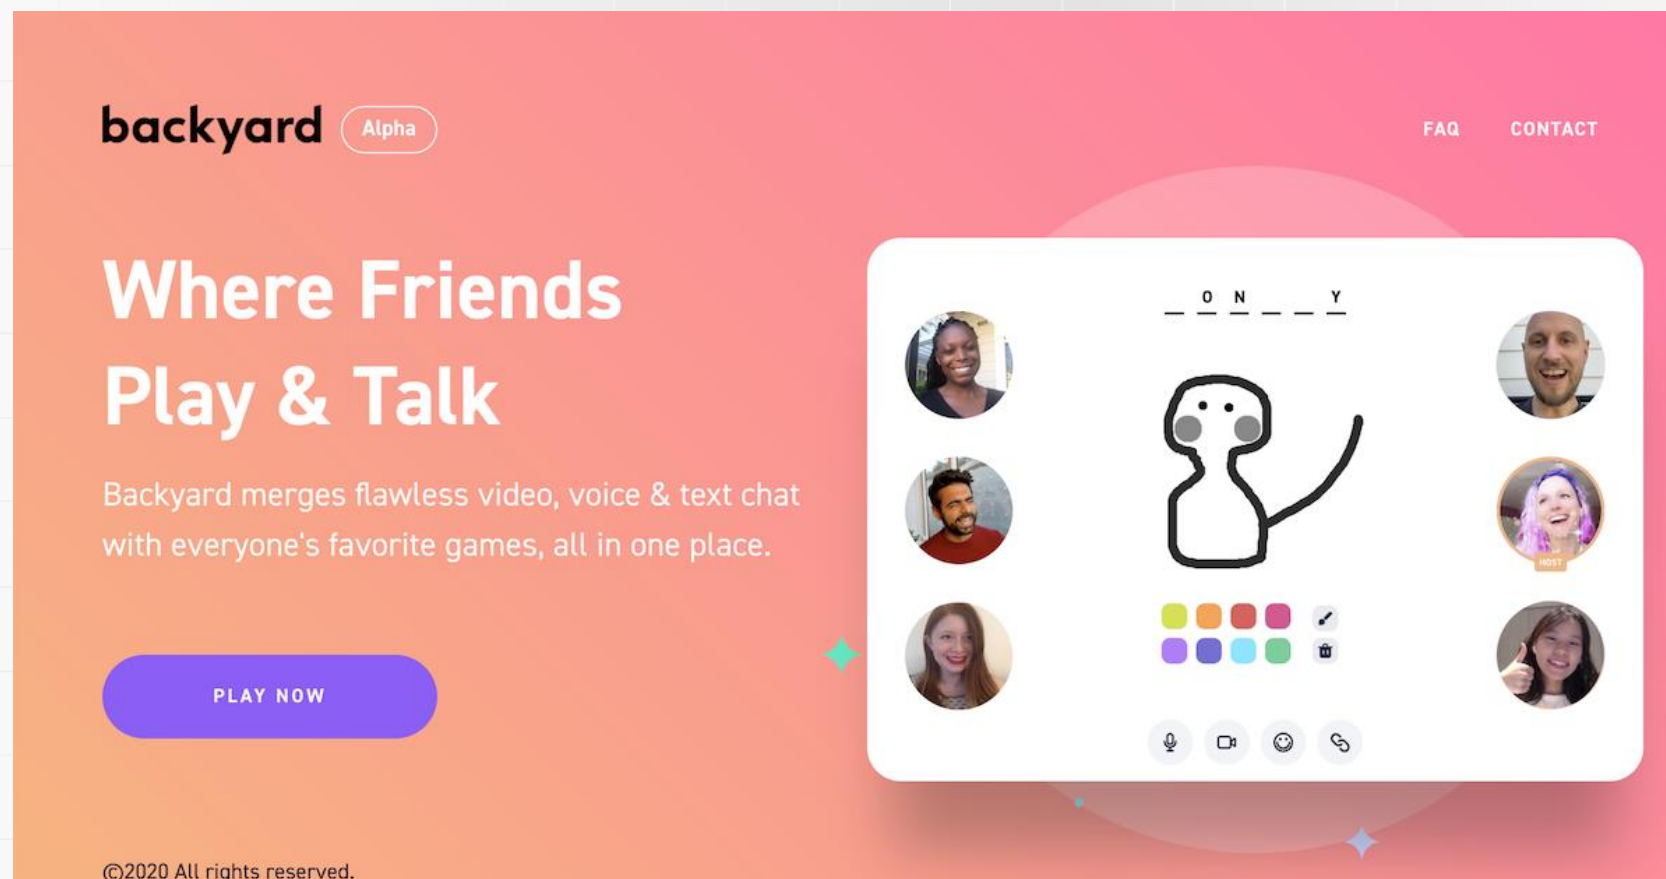 backyard Alpha
FAQ CONTACT
Where Friends
Play & Talk
Backyard merges flawless video, voice & text chat
with everyone's favorite games, all in one place.
PLAY NOW
_ O N _ _ Y
HOST
©2020 All rights reserved.